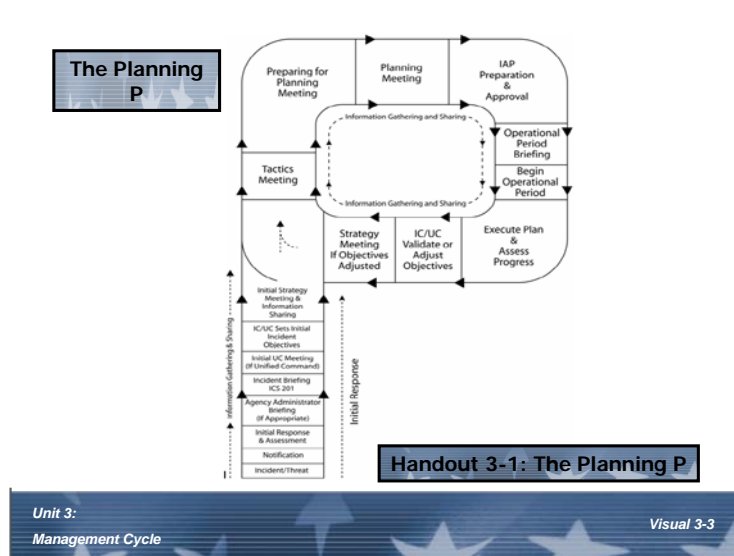 The Planning
P
Preparing for
Planning
Meeting
Planning
Meeting
IAP
Preparation
&
Approval
Information Gathering and Sharing
Operational
Period
Briefing
Tactics
Meeting
Begin
Operational
Period
Information Gathering and Sharing
Strategy
Meeting
If Objectives
Adjusted
IC/UC
Validate or
Adjust
Objectives
Execute Plan
&
Assess
Progress
Initial Strategy
Meeting &
Information
Sharing
IC/UC Sets Initial
Incident
Objectives
Initial UC Meeting
(If Unified Command)
Incident Briefing
ICS 201
Agency Administrator
Briefing
(If Appropriate)
Initial Response
& Assessment
Notification
Incident/Threat
Information Gathering & Sharing
Initial Response
Handout 3-1: The Planning P
Unit 3:
Management Cycle
Visual 3-3